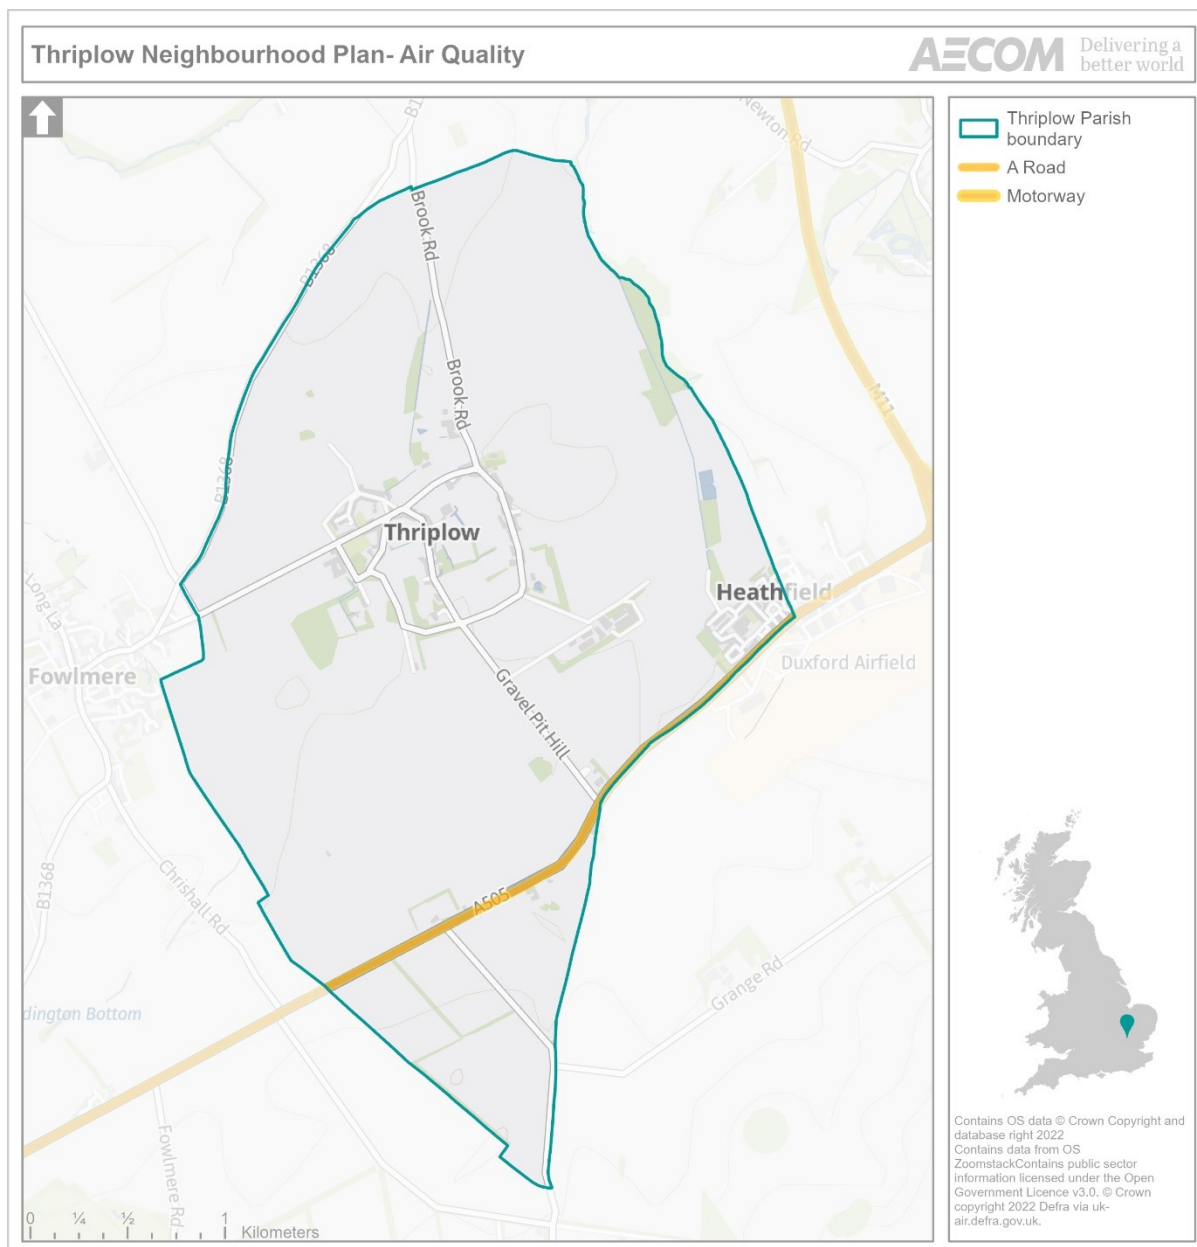 Thriplow Neighbourhood Plan- Air Quality
AECOM
Delivering a
better world
Thriplow Parish
boundary
A Road
Motorway
B1
Newton Rd
Brook Rd
B1368
Brook Rd
M11
B1368
Thriplow
Heathfield
Long La
Duxford Airfield
Fowlmere
Gravel Pit Hill
Chrishall Rd
B1368
A505
Grange Rd
dington Bottom
Fowlmere Rd
0 ¼ ½ 1
Kilometers
Contains OS data © Crown Copyright and
database right 2022
Contains data from OS
ZoomstackContains public sector
information licensed under the Open
Government Licence v3.0. © Crown
copyright 2022 Defra via uk-
air.defra.gov.uk.